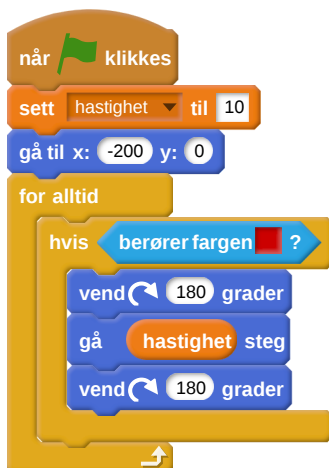 når klikkes
sett hastighet til 10
gå til x: -200 y: 0
for alltid
hvis berører fargen ?
vend 180 grader
gå hastighet steg
vend 180 grader